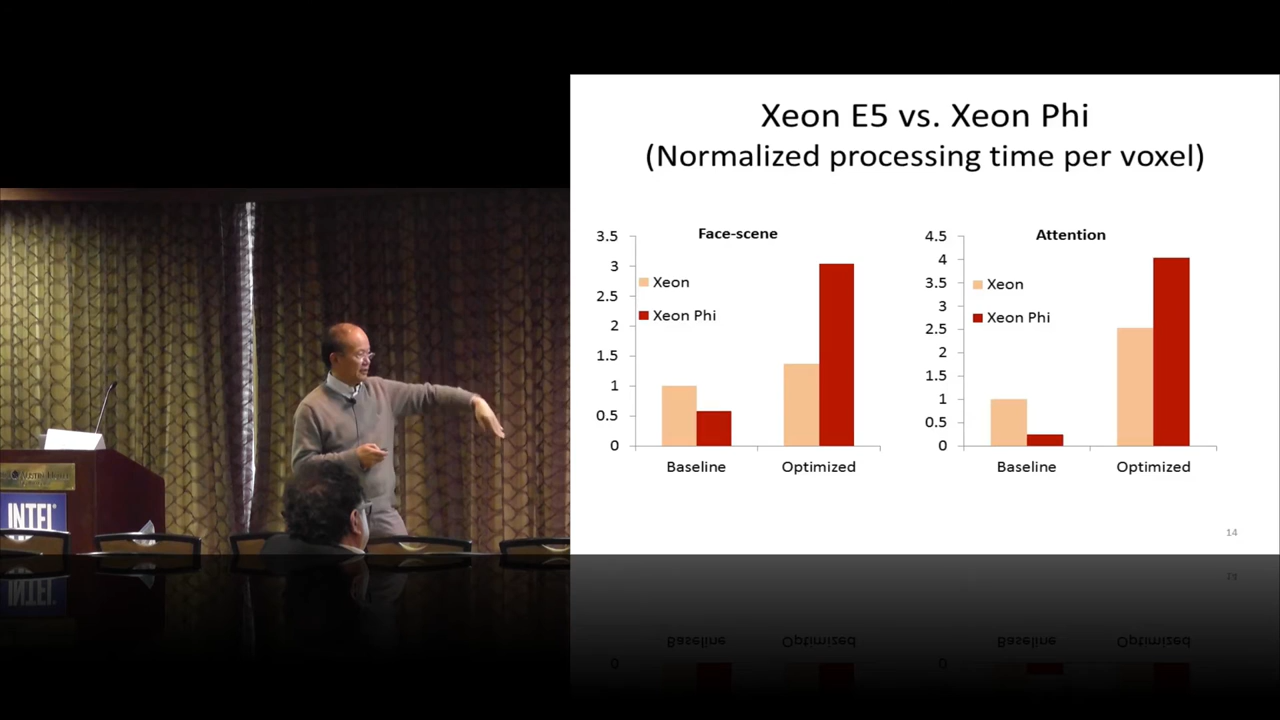 Xeon E5 vs. Xeon Phi
(Normalized processing time per voxel)
Face-scene
3.5
3
2.5
2
1.5
1
0.5
0
Xeon
Xeon Phi
Baseline
Optimized
Attention
4.5
4
3.5
3
2.5
2
1.5
1
0.5
0
Xeon
Xeon Phi
Baseline
Optimized
14
INTEL